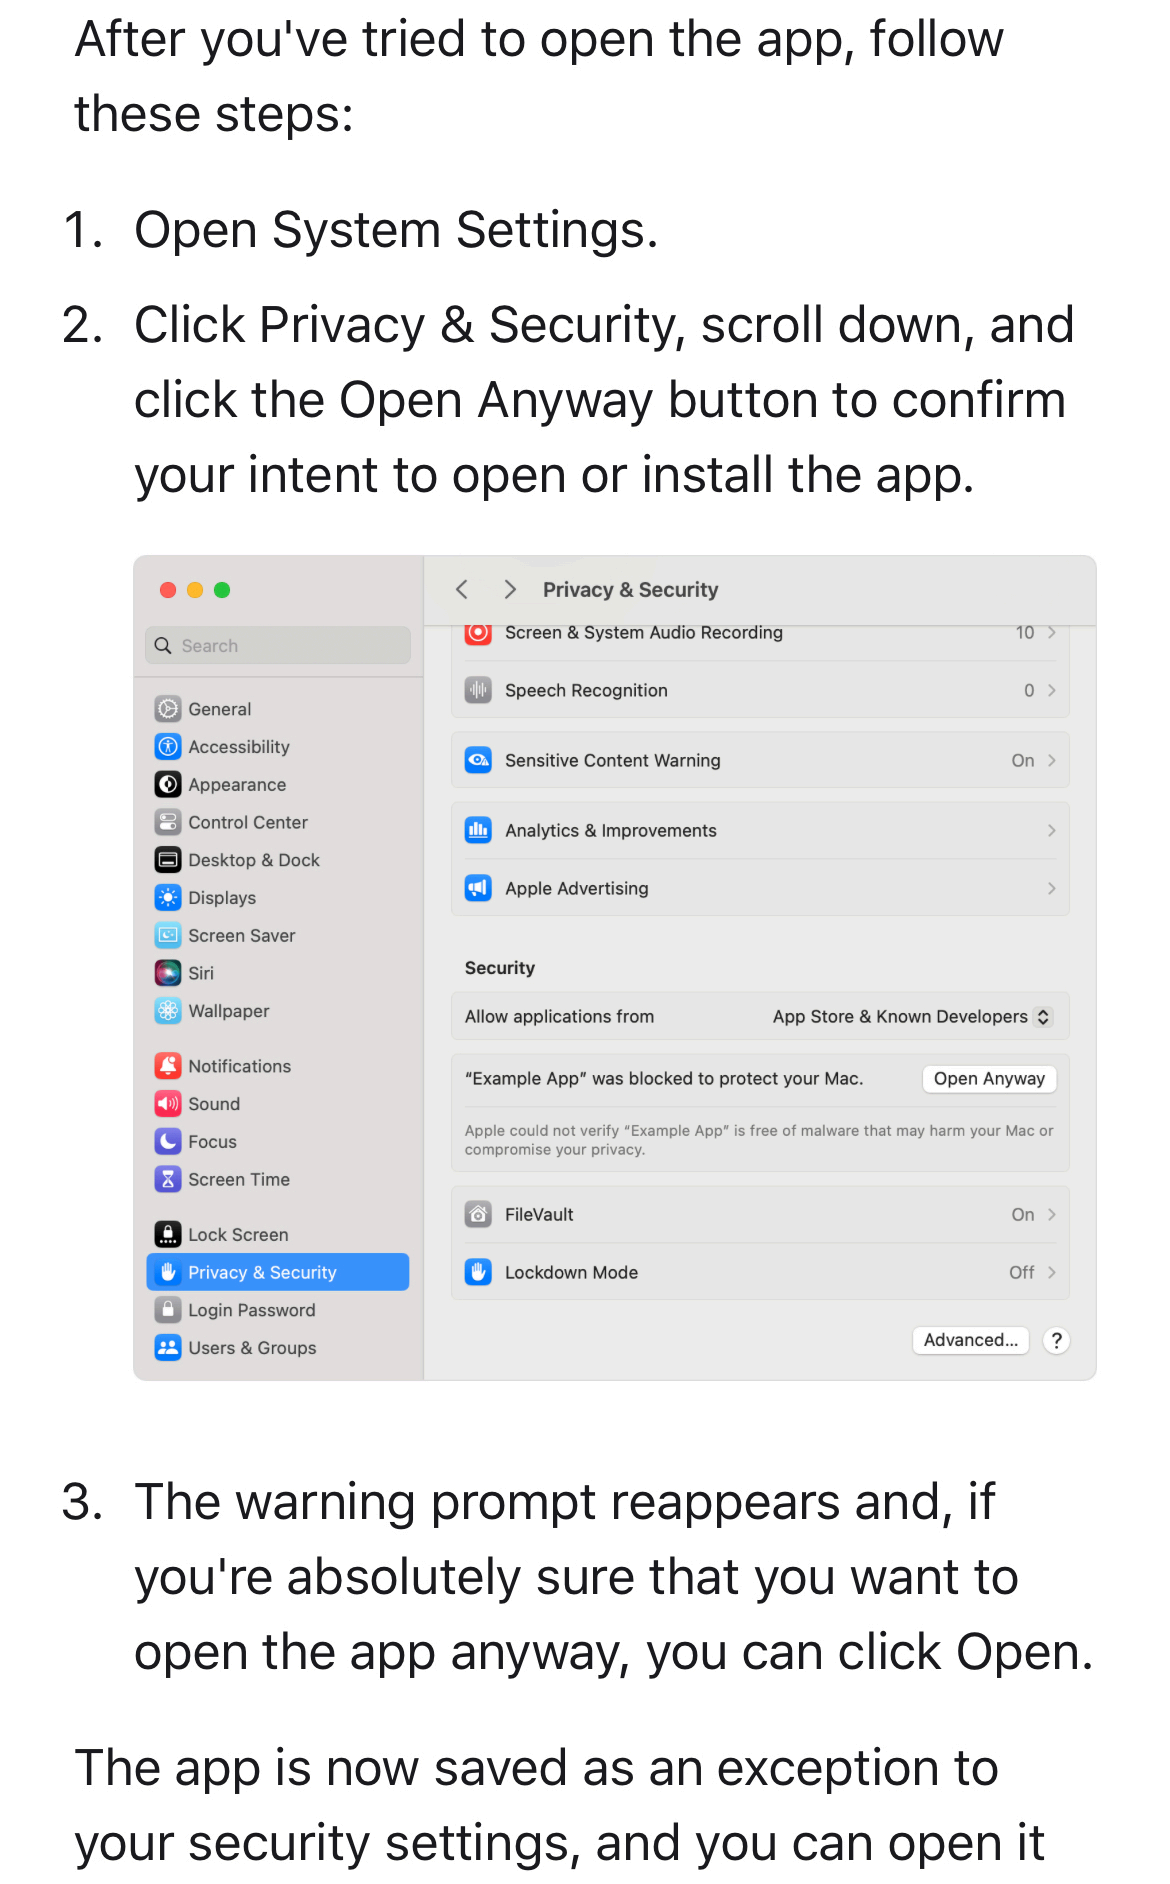 After you've tried to open the app, follow
these steps:
1. Open System Settings.
2. Click Privacy & Security, scroll down, and
click the Open Anyway button to confirm
your intent to open or install the app.
Search
General
Accessibility
Appearance
Control Center
Desktop & Dock
Displays
Screen Saver
Siri
Wallpaper
Notifications
Sound
Focus
Screen Time
Lock Screen
Privacy & Security
Login Password
Users & Groups
Privacy & Security
Screen & System Audio Recording 10
Speech Recognition 0
Sensitive Content Warning On
Analytics & Improvements
Apple Advertising
Security
Allow applications from App Store & Known Developers
“Example App” was blocked to protect your Mac. Open Anyway
Apple could not verify “Example App” is free of malware that may harm your Mac or
compromise your privacy.
FileVault On
Lockdown Mode Off
Advanced... ?
3. The warning prompt reappears and, if
you're absolutely sure that you want to
open the app anyway, you can click Open.
The app is now saved as an exception to
your security settings, and you can open it